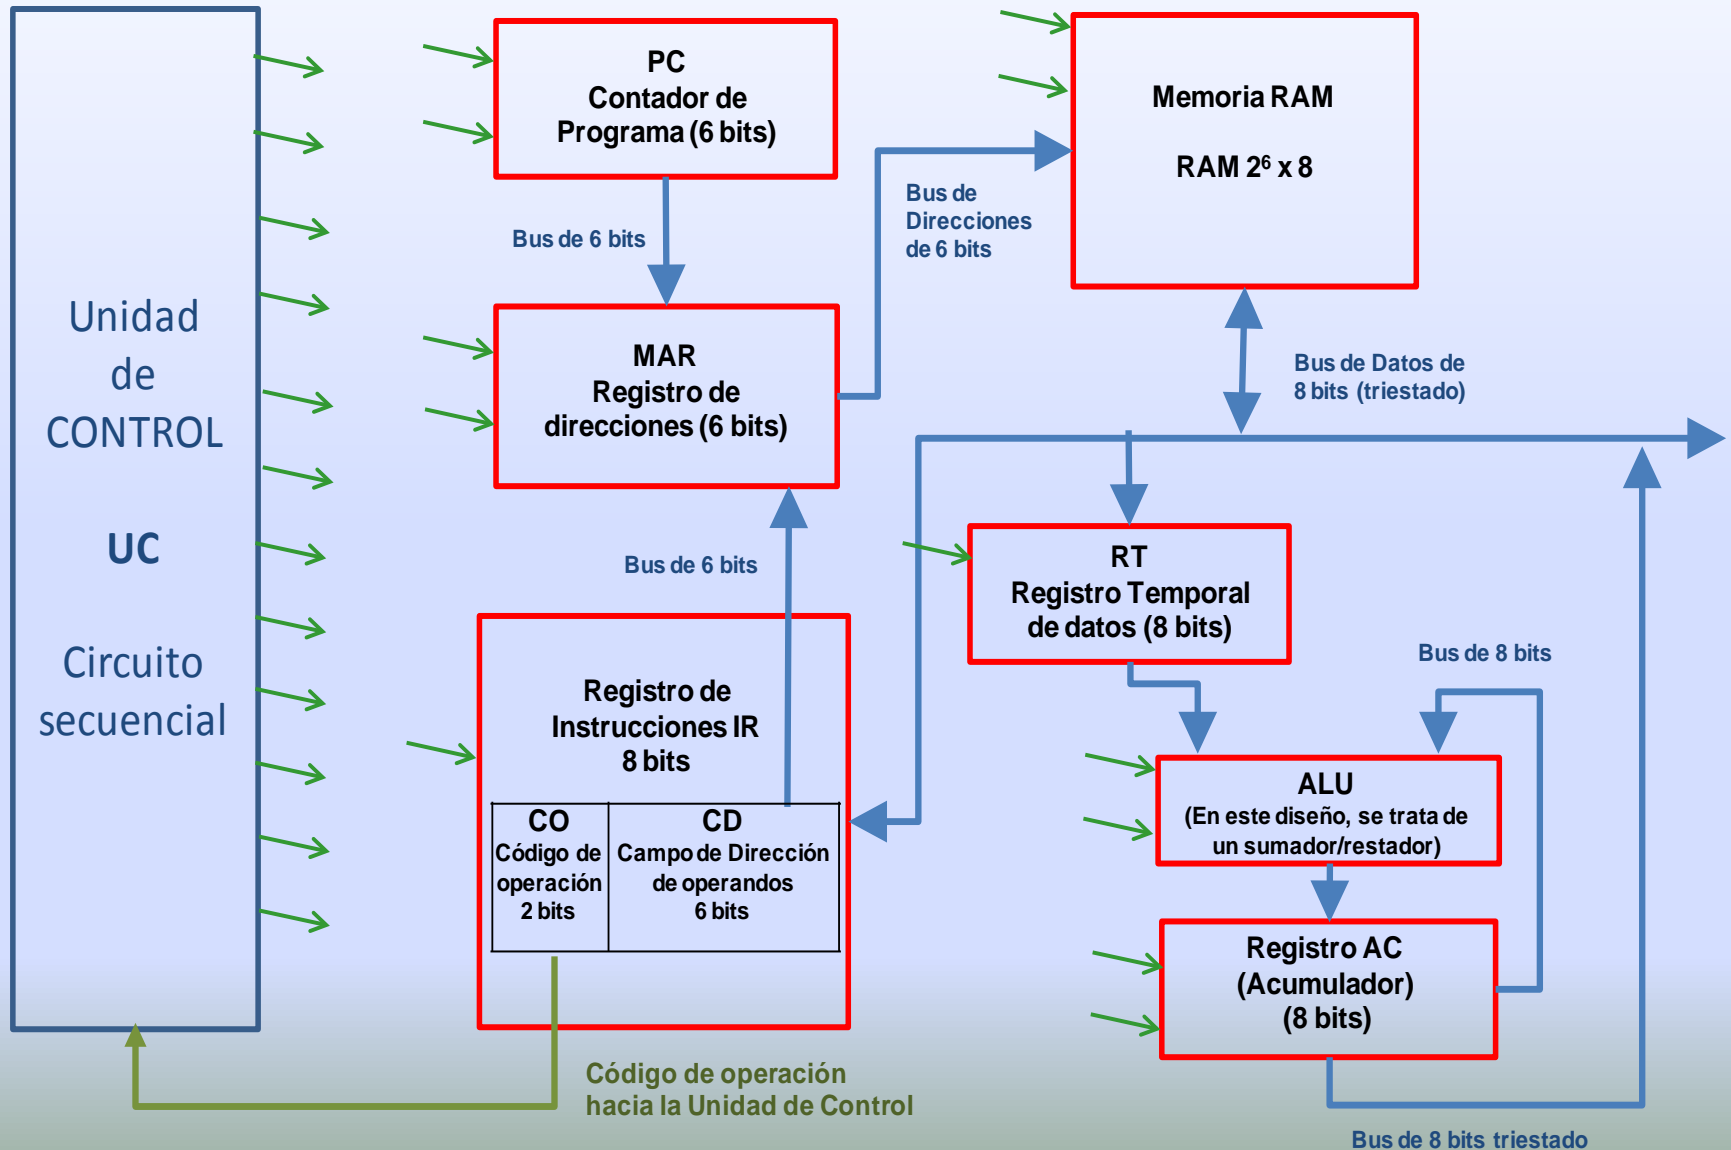 Unidad
de
CONTROL
UC
Circuito
secuencial
PC
Contador de
Programa (6 bits)
Bus de 6 bits
MAR
Registro de
direcciones (6 bits)
Bus de 6 bits
Bus de
Direcciones
de 6 bits
Memoria RAM
RAM 2⁶ x 8
Bus de Datos de
8 bits (triestado)
RT
Registro Temporal
de datos (8 bits)
Bus de 8 bits
Registro de
Instrucciones IR
8 bits
CO
Código de
operación
2 bits
CD
Campo de Dirección
de operandos
6 bits
ALU
(En este diseño, se trata de
un sumador/restador)
Registro AC
(Acumulador)
(8 bits)
Código de operación
hacia la Unidad de Control
Bus de 8 bits triestado